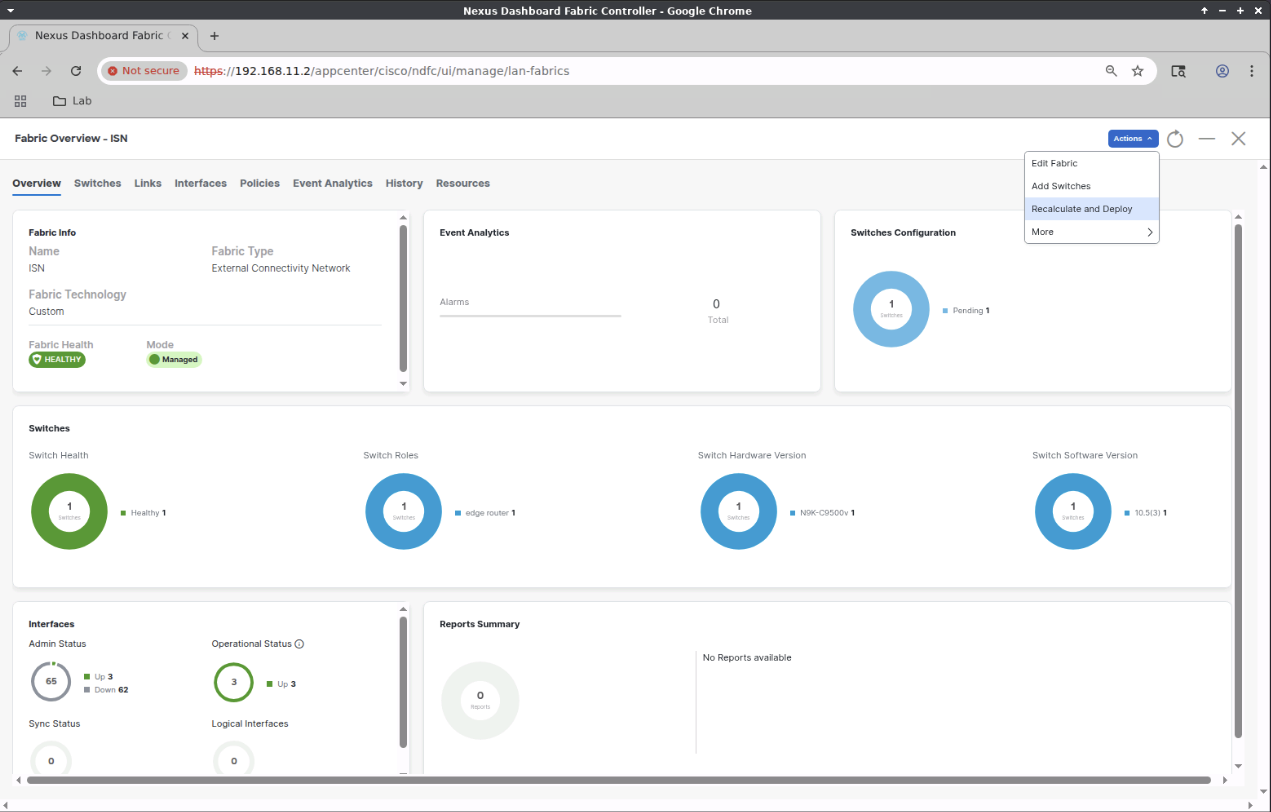 Nexus Dashboard Fabric Controller - Google Chrome
Nexus Dashboard Fabric
Not secure https://192.168.11.2/appcenter/cisco/ndfc/ui/manage/lan-fabrics
Lab
Fabric Overview - ISN
Actions
Edit Fabric
Add Switches
Recalculate and Deploy
More
Overview Switches Links Interfaces Policies Event Analytics History Resources
Fabric Info
Name Fabric Type
ISN External Connectivity Network
Fabric Technology
Custom
Fabric Health Mode
HEALTHY Managed
Event Analytics
Alarms
0
Total
Switches Configuration
1
Switches
Pending 1
Switches
Switch Health Switch Roles Switch Hardware Version Switch Software Version
1
Switches
Healthy 1
1
Switches
edge router 1
1
Switches
N9K-C9500v 1
1
Switches
10.5(3) 1
Interfaces
Admin Status Operational Status
65
Up 3
Down 62
3
Up 3
Sync Status Logical Interfaces
0 0
Reports Summary
0
Reports
No Reports available